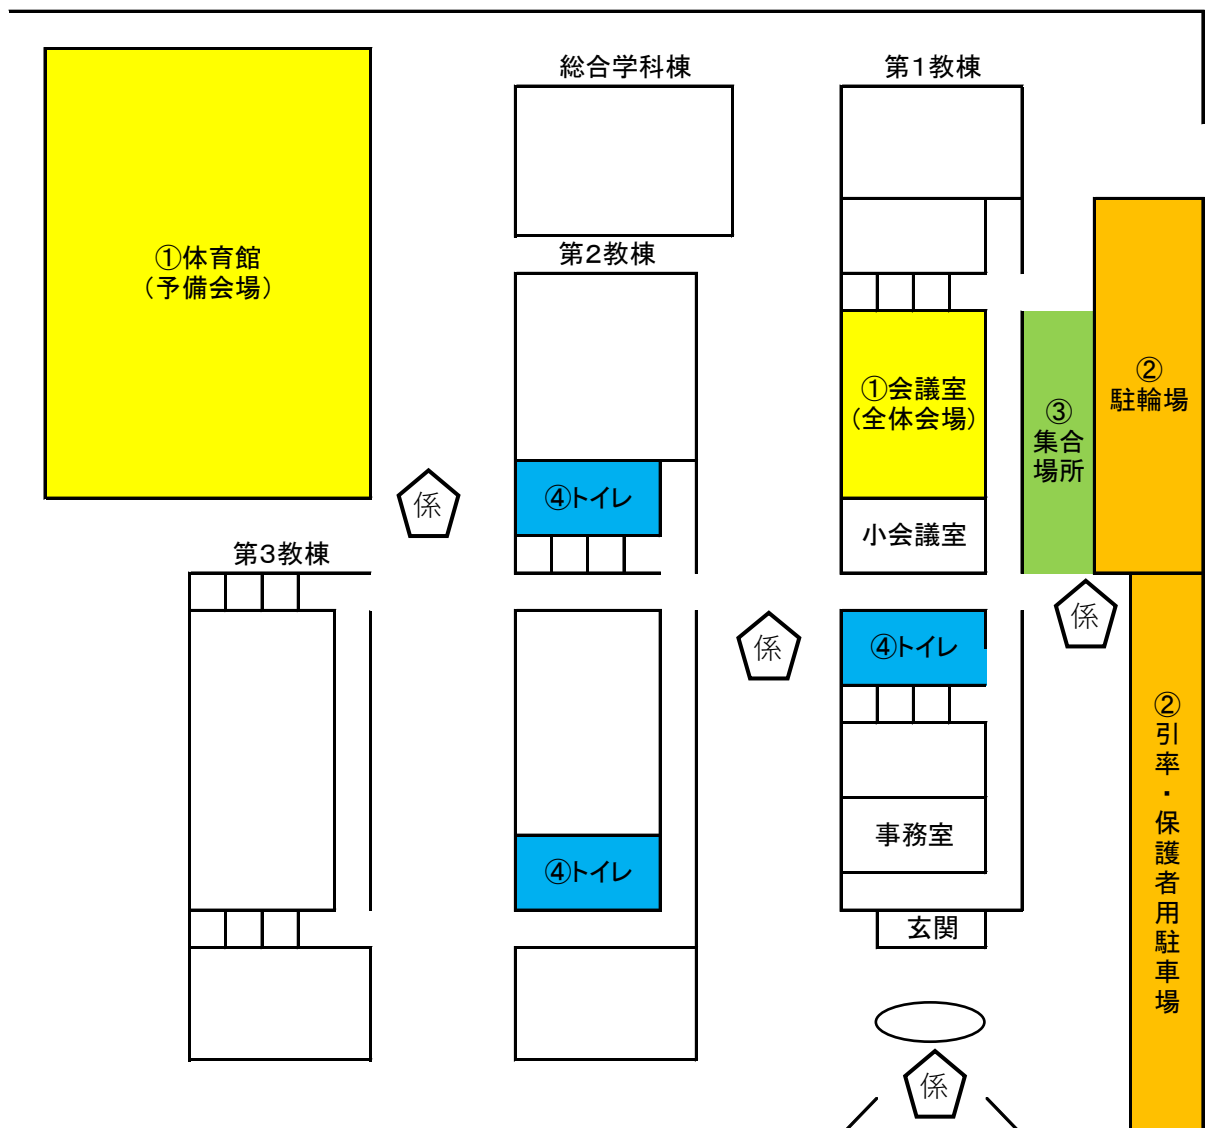 総合学科棟
第1教棟
①体育館
(予備会場)
第2教棟
①会議室
(全体会場)
②
駐輪場
③
集合
場所
④トイレ
係
小会議室
第3教棟
係
④トイレ
係
②引率・保護者用駐車場
事務室
④トイレ
玄関
係